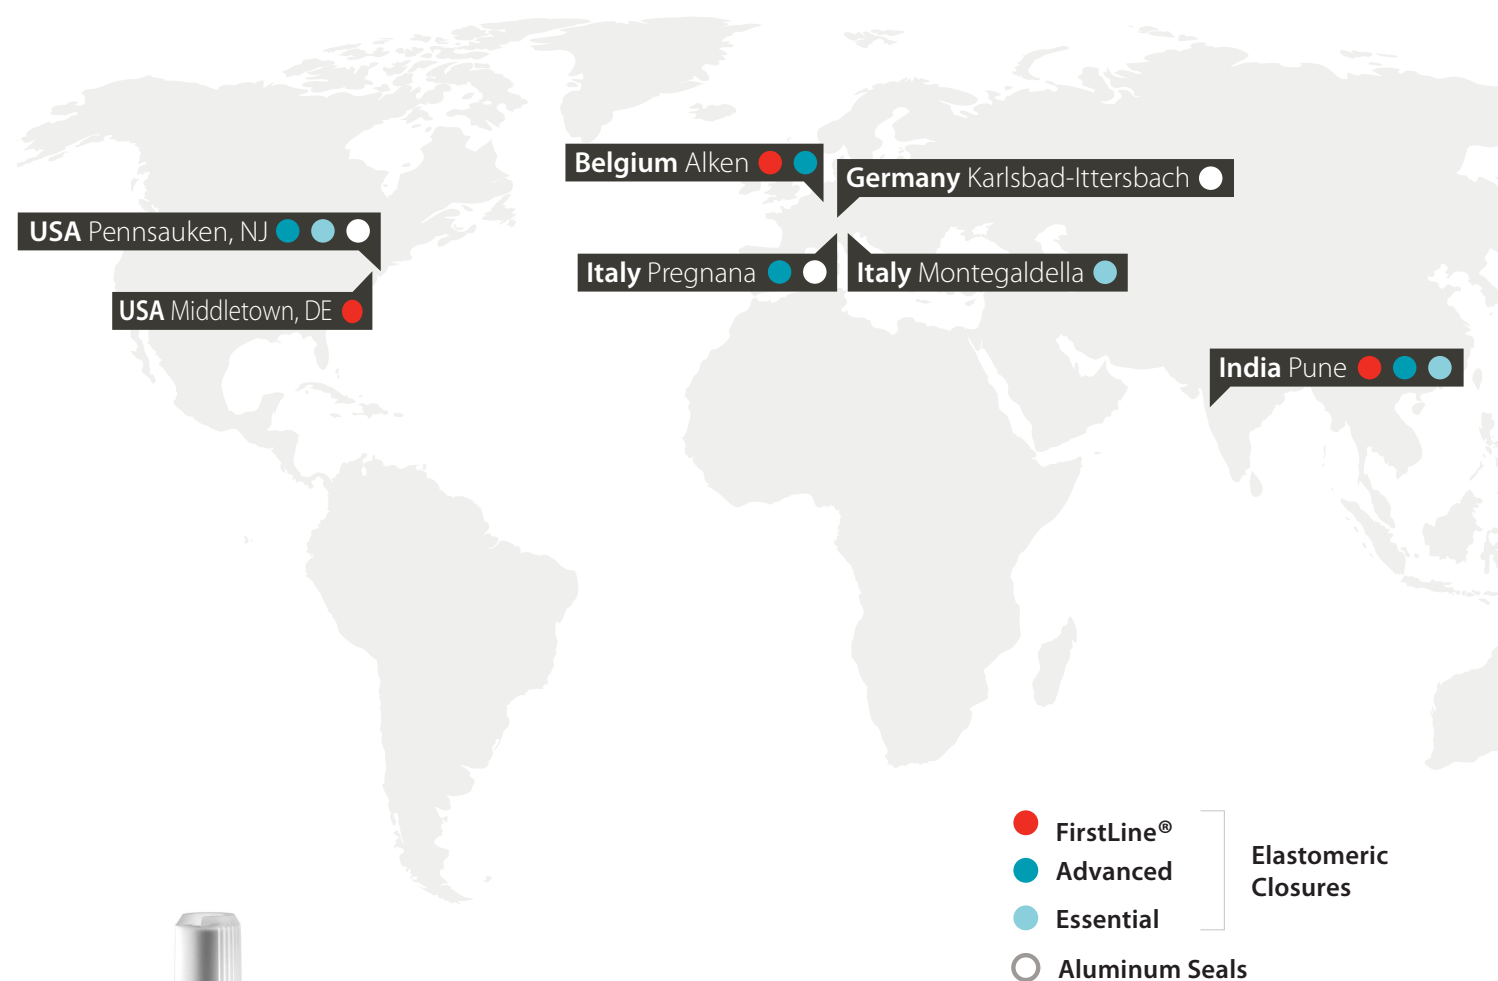 Belgium Alken
Germany Karlsbad-Ittersbach
USA Pennsauken, NJ
Italy Pregnana
Italy Montegaldella
USA Middletown, DE
India Pune
FirstLine®
Advanced
Essential
Elastomeric
Closures
Aluminum Seals